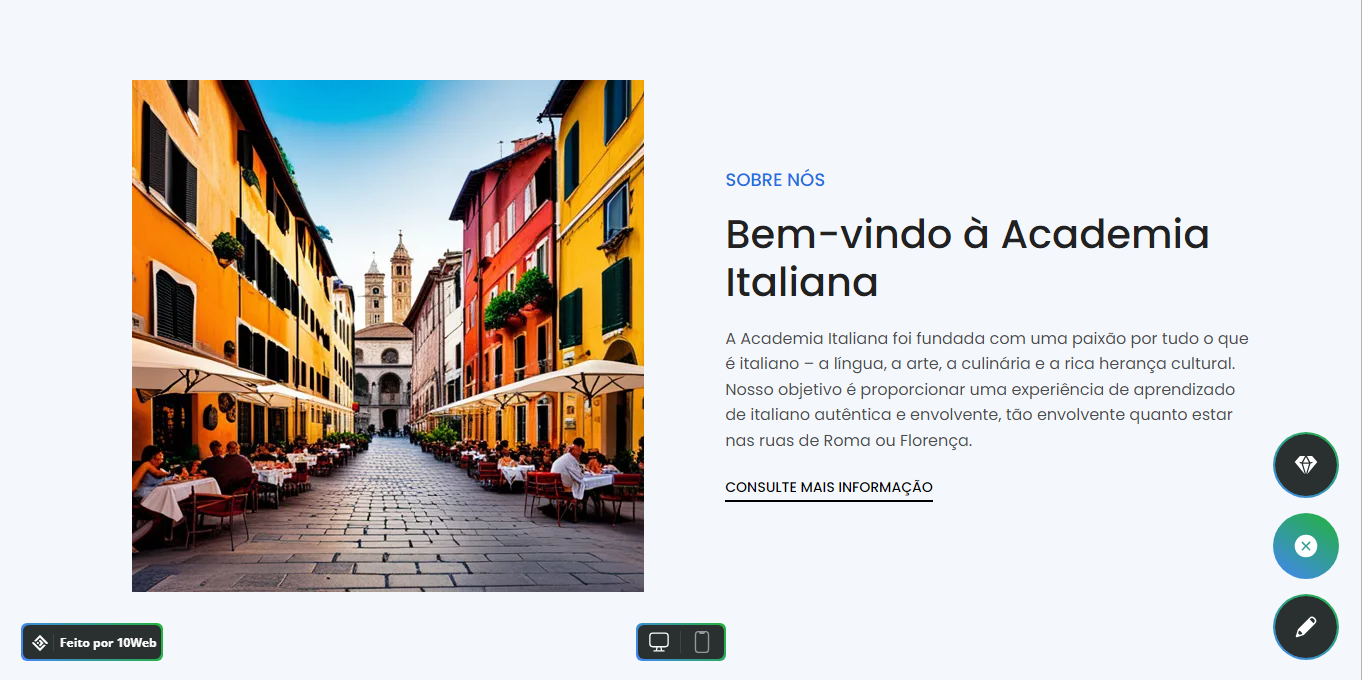 SOBRE NÓS
Bem-vindo à Academia
Italiana
A Academia Italiana foi fundada com uma paixão por tudo o que
é italiano – a língua, a arte, a culinária e a rica herança cultural.
Nosso objetivo é proporcionar uma experiência de aprendizado
de italiano autêntica e envolvente, tão envolvente quanto estar
nas ruas de Roma ou Florença.
CONSULTE MAIS INFORMAÇÃO
Feito por 10Web